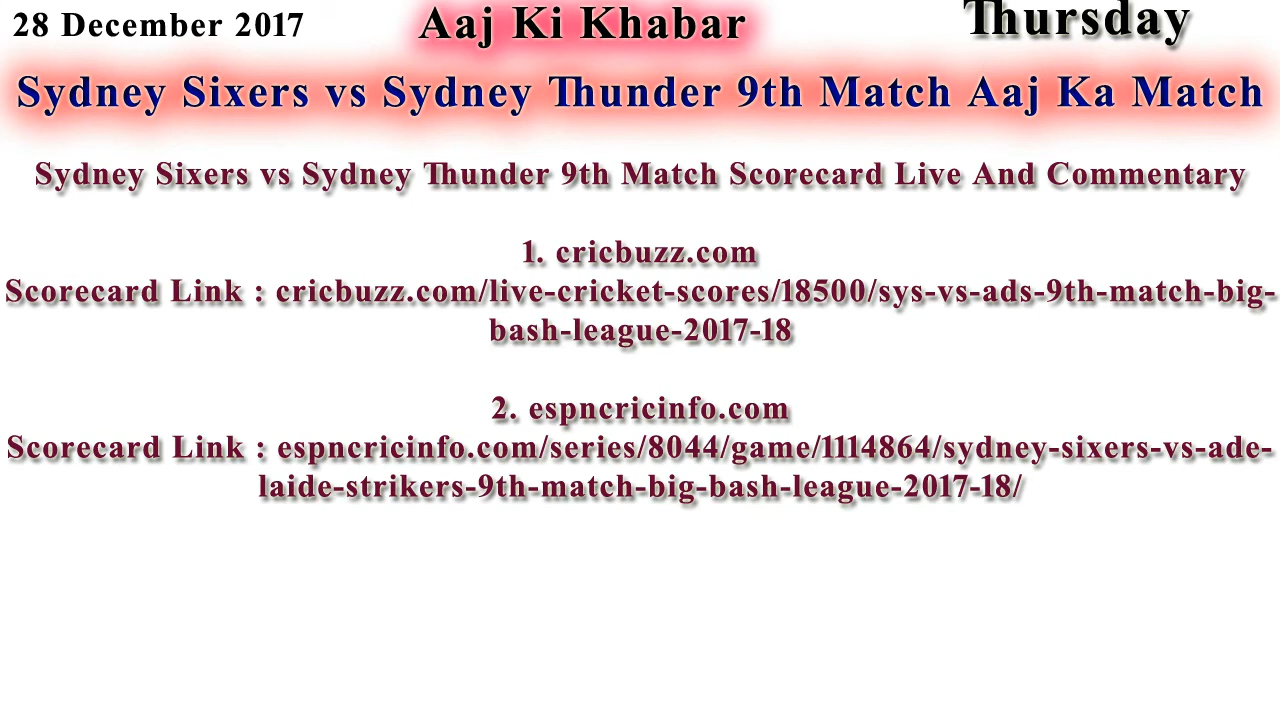 28 December 2017 Aaj Ki Khabar Thursday
Sydney Sixers vs Sydney Thunder 9th Match Aaj Ka Match
Sydney Sixers vs Sydney Thunder 9th Match Scorecard Live And Commentary
1. cricbuzz.com
Scorecard Link : cricbuzz.com/live-cricket-scores/18500/sys-vs-ads-9th-match-big-
bash-league-2017-18
2. espncricinfo.com
Scorecard Link : espncricinfo.com/series/8044/game/1114864/sydney-sixers-vs-ade-
laide-strikers-9th-match-big-bash-league-2017-18/